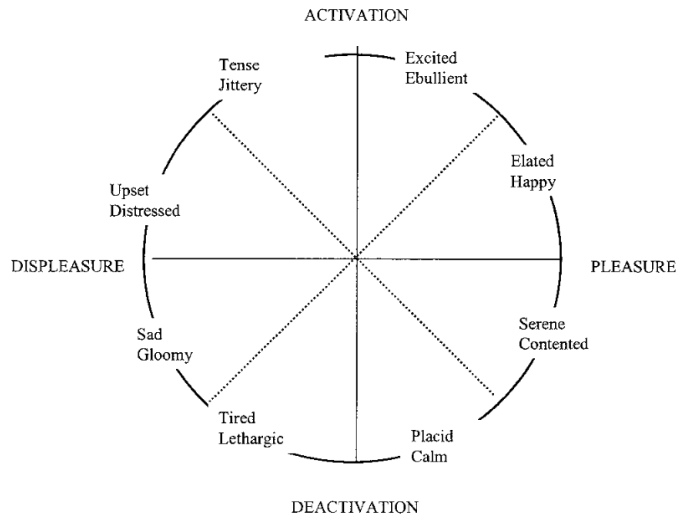 ACTIVATION
Tense
Jittery
Excited
Ebullient
Elated
Happy
Upset
Distressed
DISPLEASURE
PLEASURE
Sad
Gloomy
Serene
Contented
Tired
Lethargic
Placid
Calm
DEACTIVATION